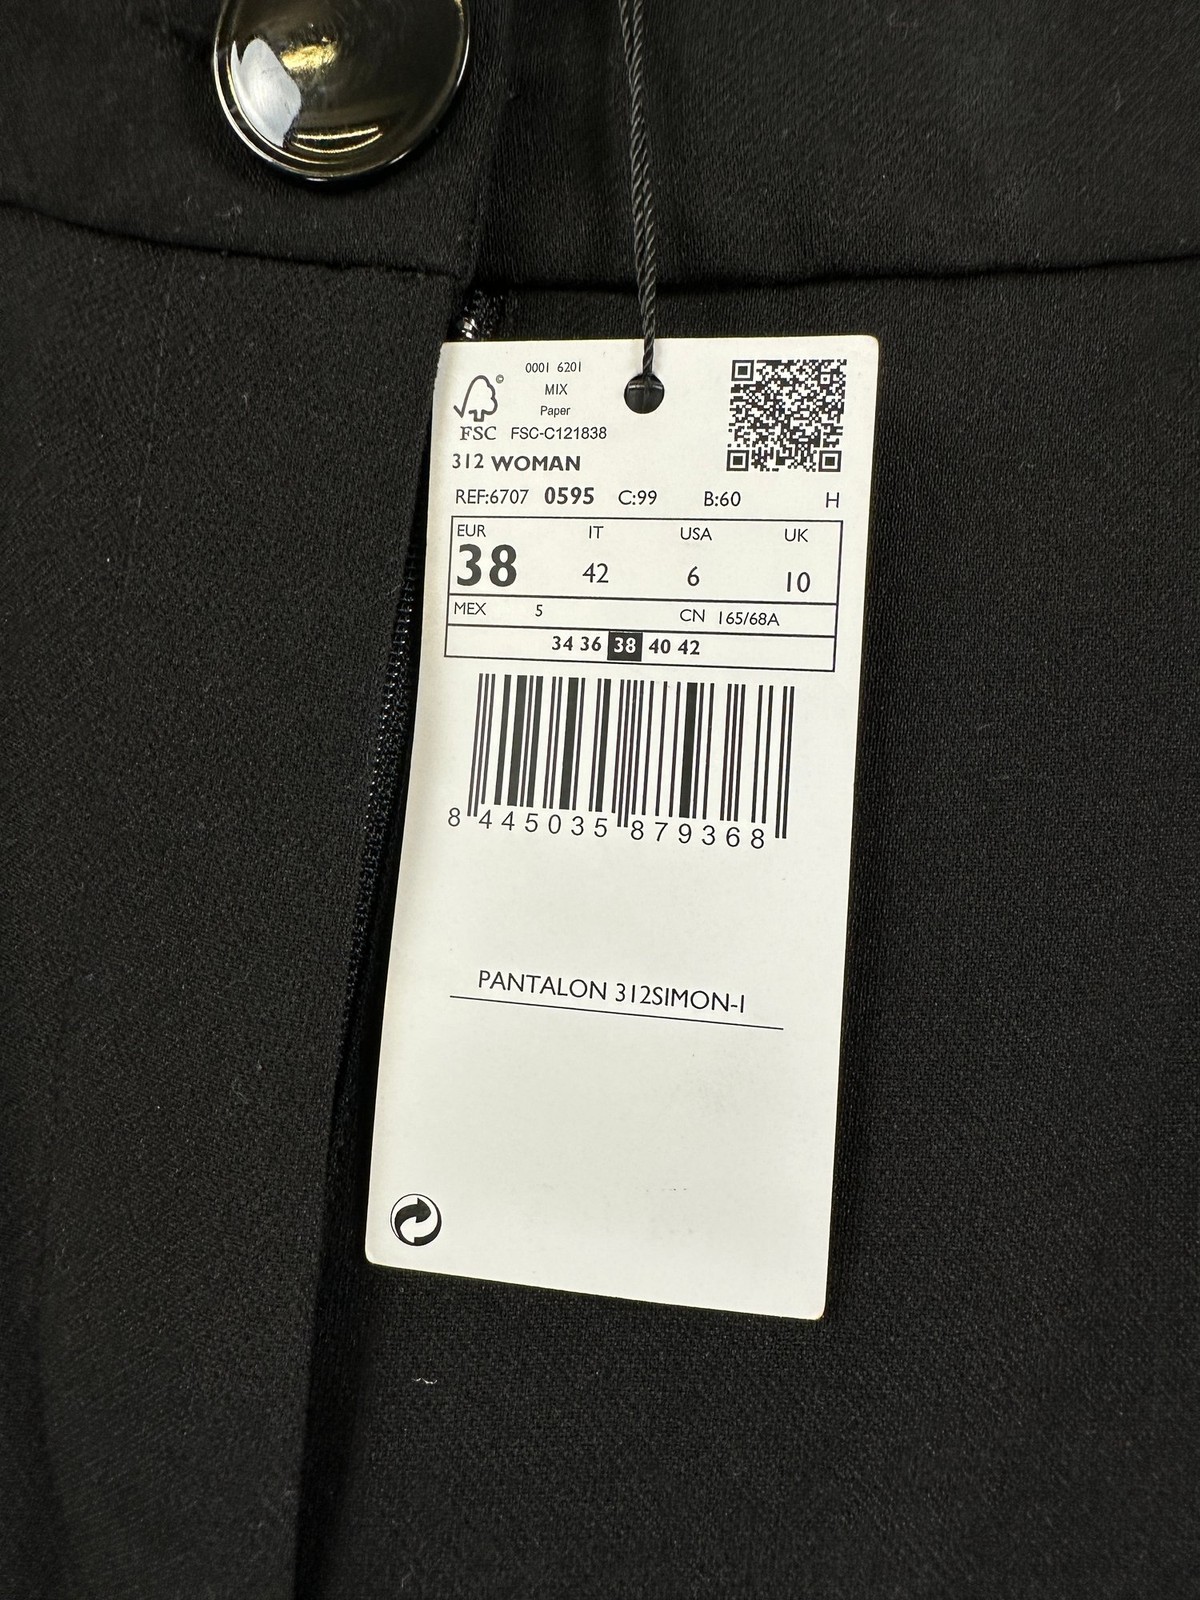 0001 6201
MIX
Paper
FSC FSC-C121838
312 WOMAN
REF:6707 0595 C:99 B:60 H
EUR IT USA UK
38 42 6 10
MEX 5 CN 165/68A
34 36 38 40 42
8 445035 879368
PANTALON 312SIMON-I